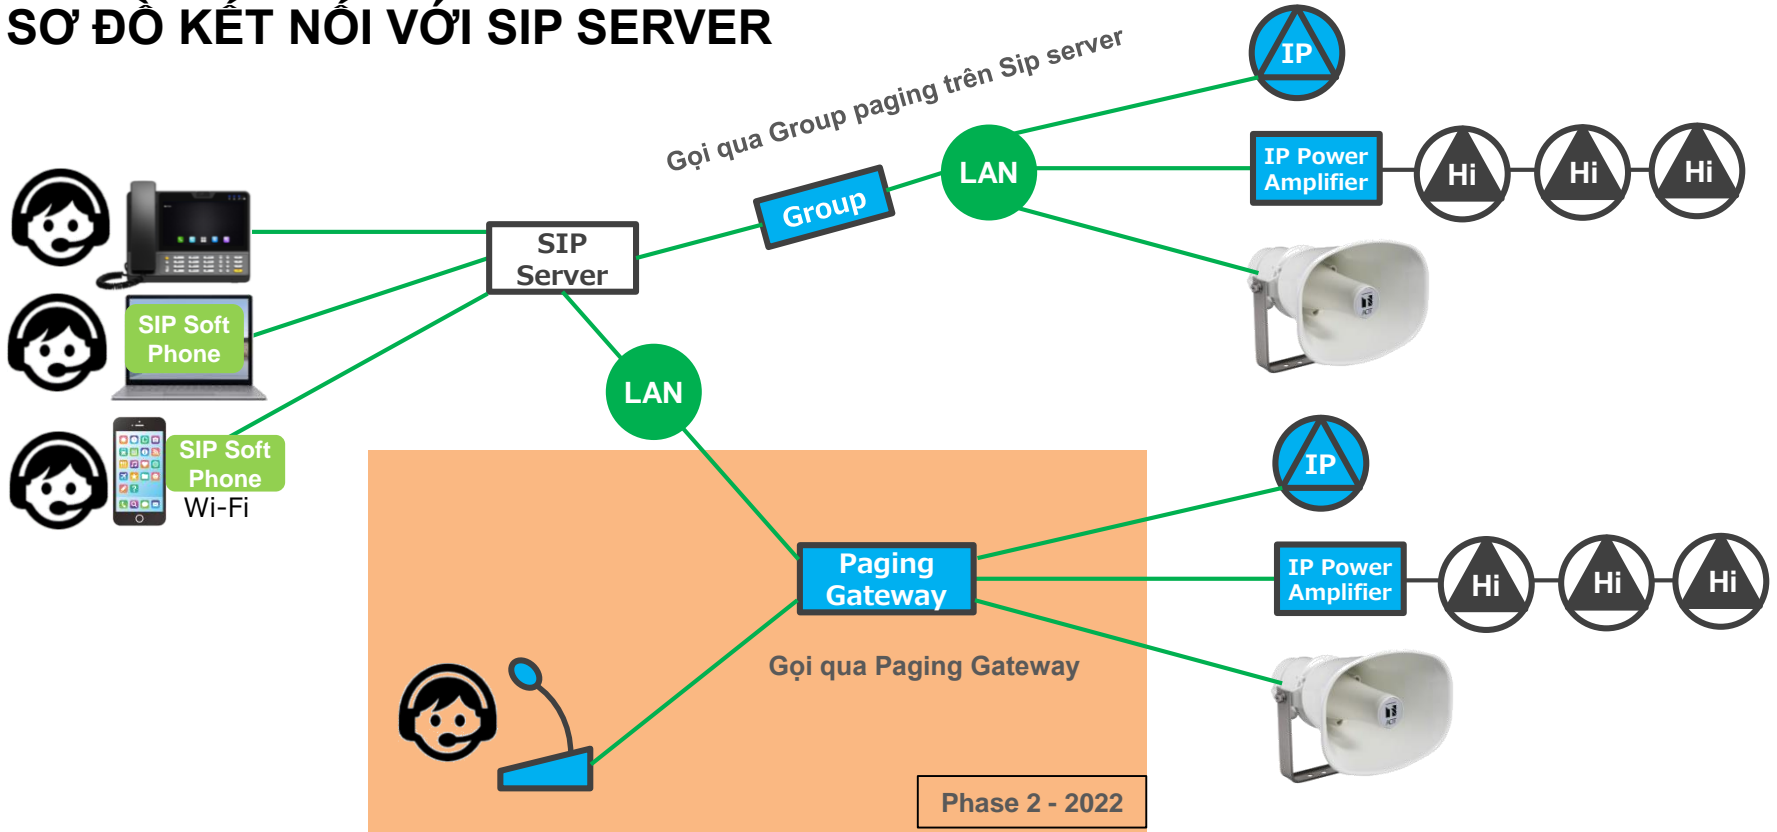 SƠ ĐỒ KẾT NỐI VỚI SIP SERVER
Gọi qua Group paging trên Sip server
IP
LAN
IP Power
Amplifier
Hi
Hi
Hi
Group
SIP
Server
SIP Soft
Phone
LAN
SIP Soft
Phone
Wi-Fi
IP
Paging
Gateway
IP Power
Amplifier
Hi
Hi
Hi
Gọi qua Paging Gateway
Phase 2 - 2022